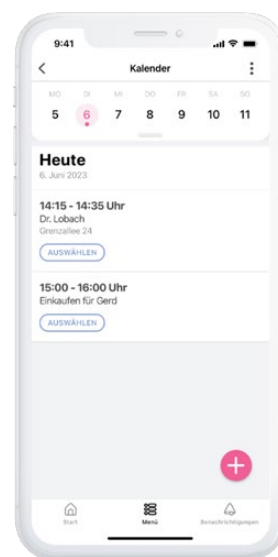 9:41
Kalender
MO DI MI DO FR SA SO
5 6 7 8 9 10 11
Heute
6. Juni 2023
14:15 - 14:35 Uhr
Dr. Lobach
Grenzallee 24
AUSWÄHLEN
15:00 - 16:00 Uhr
Einkaufen für Gerd
AUSWÄHLEN
Start Menü Benachrichtigungen